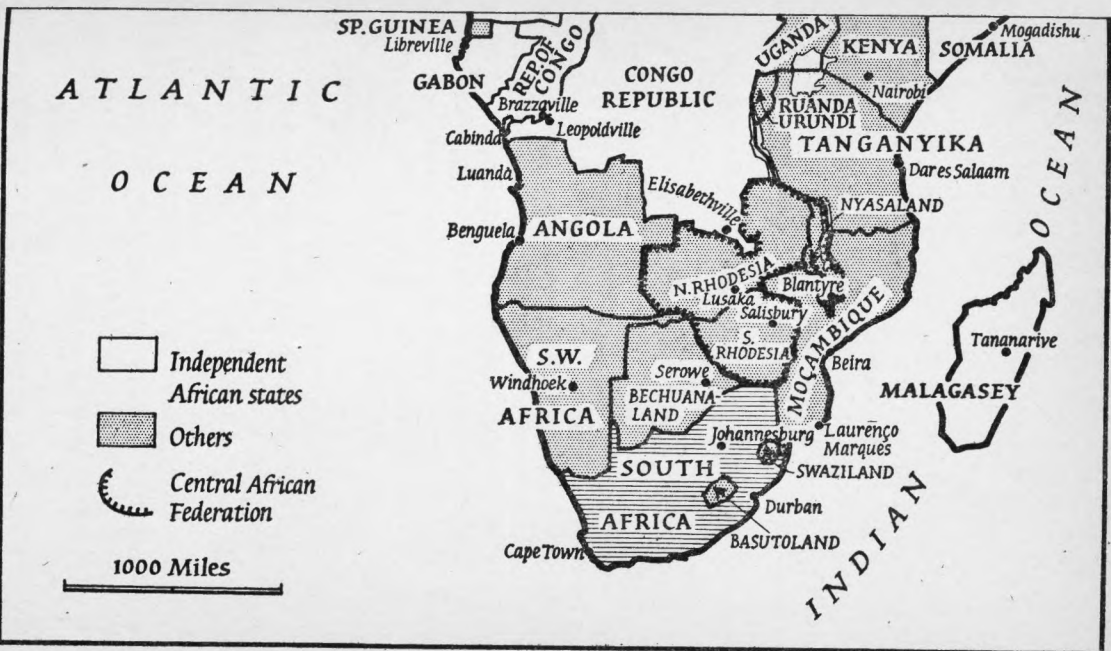 SP. GUINEA
Libreville
GABON
REP. OF
CONGO
Brazzaville
Cabinda
Leopoldville
CONGO
REPUBLIC
UGANDA
KENYA
Nairobi
SOMALIA
Mogadishu
RUANDA
URUNDI
TANGANYIKA
Dar es Salaam
ATLANTIC
OCEAN
Luanda
Benguela
ANGOLA
Elisabethville
NYASALAND
N. RHODESIA
Lusaka
Blantyre
Salisbury
S.
RHODESIA
MOÇAMBIQUE
Beira
Tananarive
MALAGASEY
S.W.
AFRICA
Windhoek
Serowe
BECHUANA-
LAND
Johannesburg
Laurenço
Marques
SWAZILAND
SOUTH
AFRICA
Durban
BASUTOLAND
Cape Town
INDIAN
OCEAN
Independent
African states
Others
Central African
Federation
1000 Miles